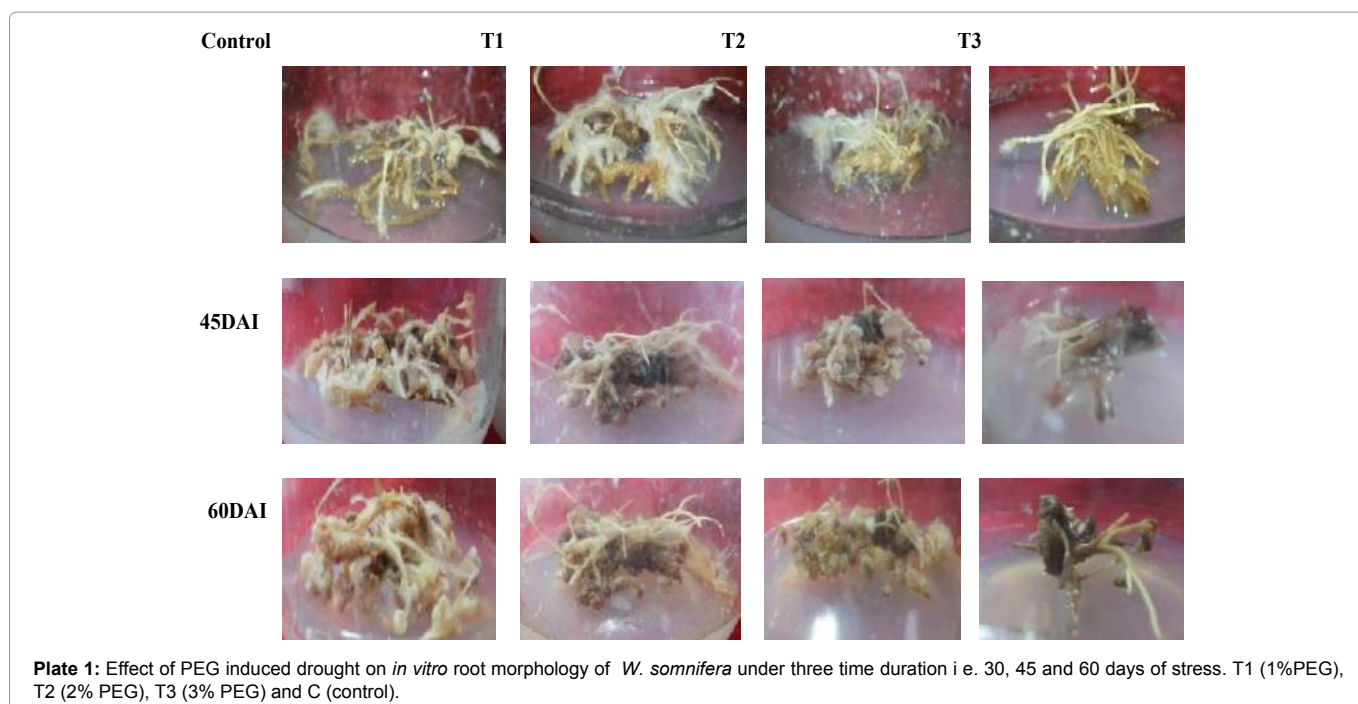 Control T1 T2 T3
45DAI
60DAI
Plate 1: Effect of PEG induced drought on in vitro root morphology of W. somnifera under three time duration i e. 30, 45 and 60 days of stress. T1 (1%PEG),
T2 (2% PEG), T3 (3% PEG) and C (control).